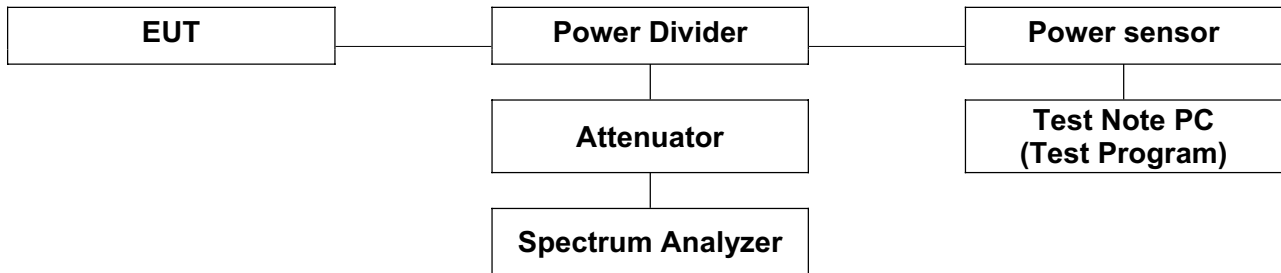 EUT
Power Divider
Power sensor
Attenuator
Test Note PC
(Test Program)
Spectrum Analyzer